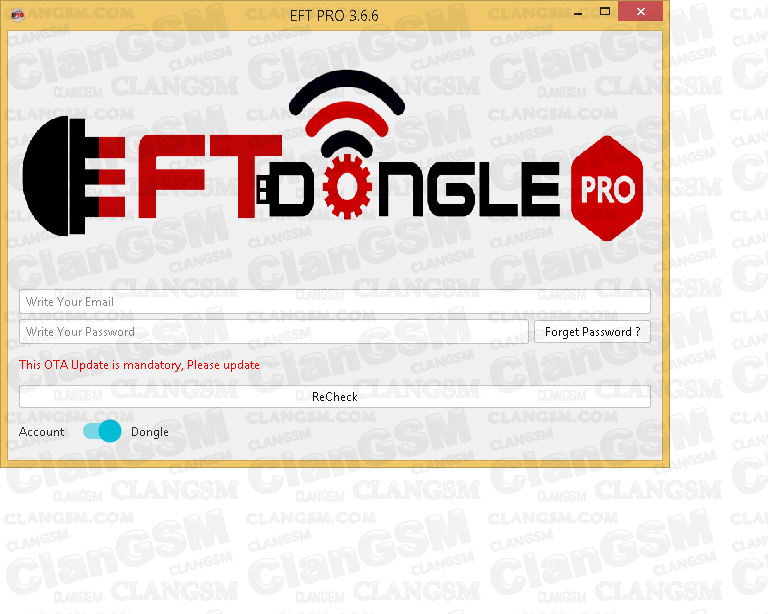 EFT PRO 3.6.6
EFT DONGLE PRO
Write Your Email
Write Your Password
Forget Password ?
This OTA Update is mandatory, Please update
ReCheck
Account
Dongle
CLANGSM.COM
ClanGSM
CLANGSM